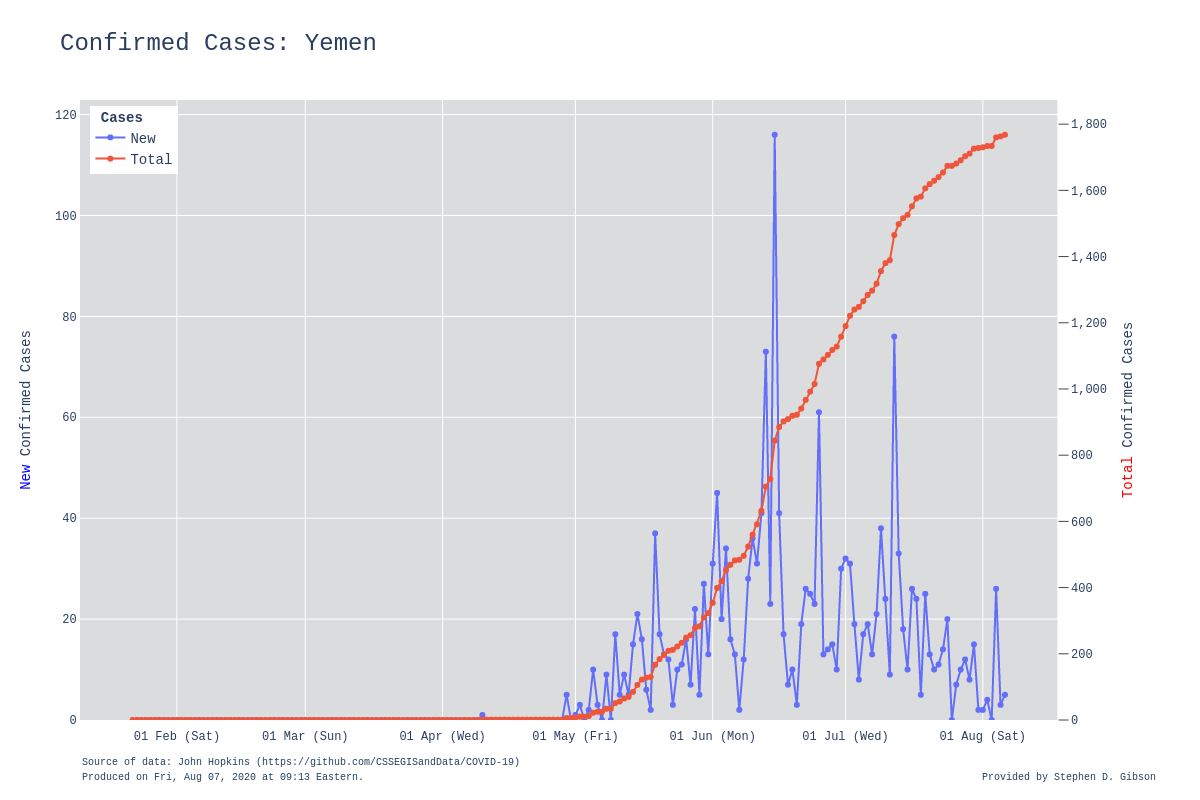 Confirmed Cases: Yemen
Cases
New
Total
120
100
80
60
40
20
0
1,800
1,600
1,400
1,200
1,000
800
600
400
200
0
New Confirmed Cases
Total Confirmed Cases
01 Feb (Sat) 01 Mar (Sun) 01 Apr (Wed) 01 May (Fri) 01 Jun (Mon) 01 Jul (Wed) 01 Aug (Sat)
Source of data: John Hopkins (https://github.com/CSSEGISandData/COVID-19)
Produced on Fri, Aug 07, 2020 at 09:13 Eastern.
Provided by Stephen D. Gibson